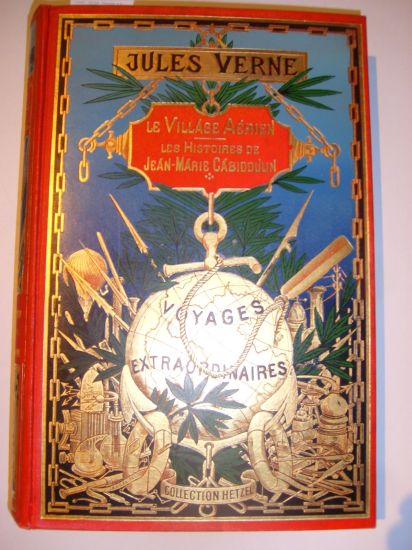 JULES VERNE
LE VILLAGE AÉRIEN
LES HISTOIRES DE
JEAN-MARIE CABIDOULIN
VOYAGES
EXTRAORDINAIRES
COLLECTION HETZEL